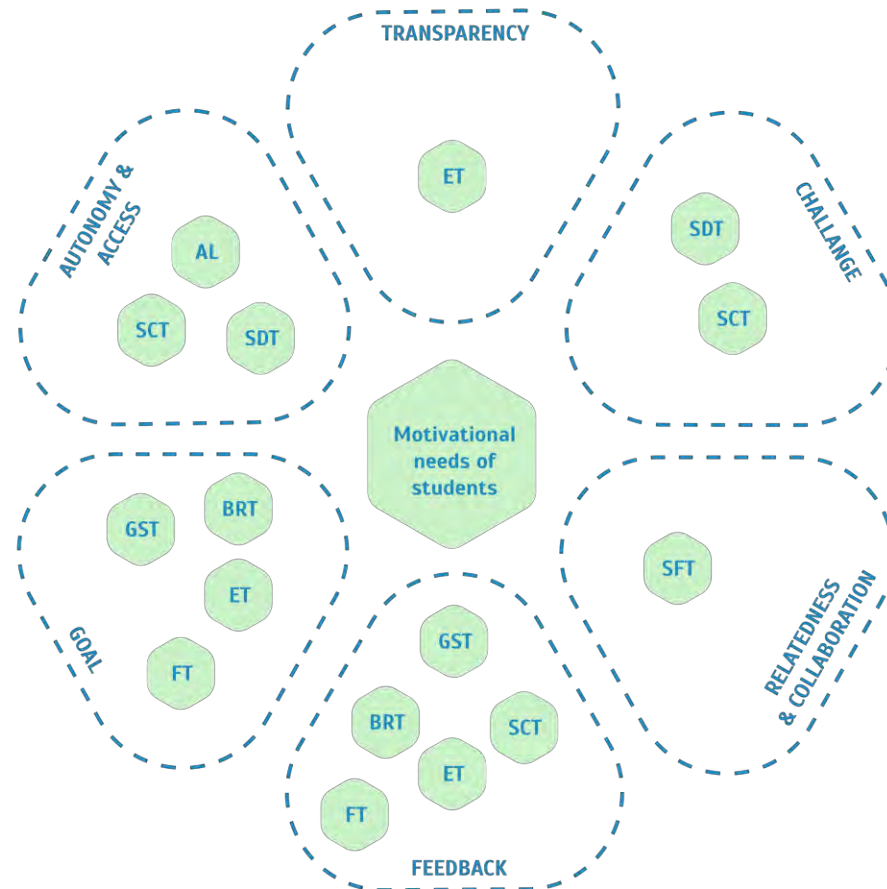 TRANSPARENCY
ET
AUTONOMY &
ACCESS
AL
SCT
SDT
CHALLANGE
SDT
SCT
Motivational
needs of
students
GOAL
GST
BRT
ET
FT
RELATEDNESS
& COLLABORATION
SFT
GST
BRT
SCT
ET
FT
FEEDBACK